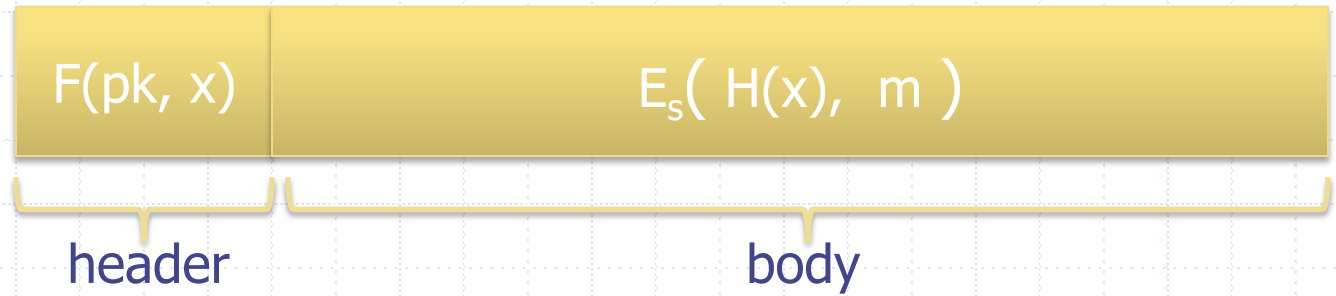 F(pk, x)
Es( H(x), m )
header
body